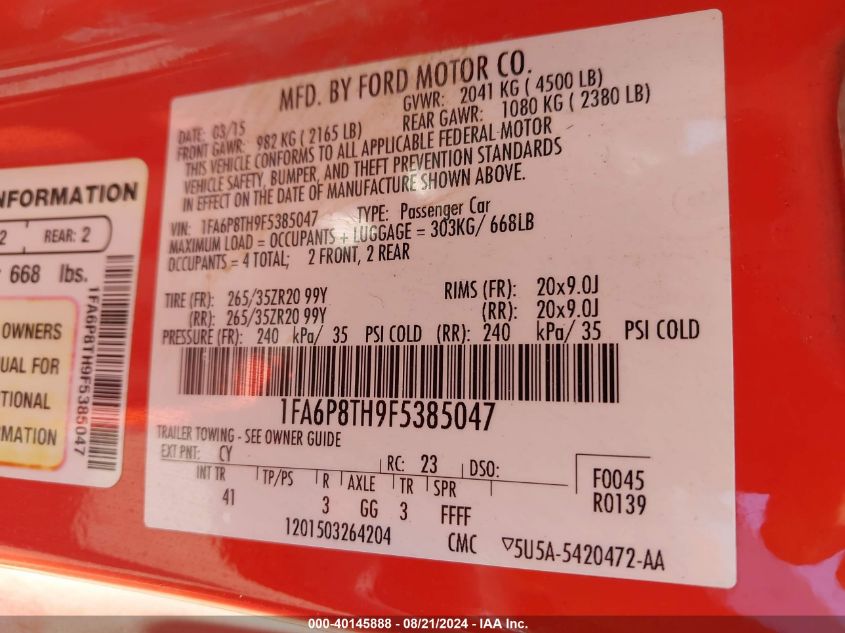 MFD. BY FORD MOTOR CO.
DATE: 03/15
GVWR: 2041 KG ( 4500 LB)
FRONT GAWR: 982 KG ( 2165 LB)
REAR GAWR: 1080 KG ( 2380 LB)
THIS VEHICLE CONFORMS TO ALL APPLICABLE FEDERAL MOTOR
VEHICLE SAFETY, BUMPER, AND THEFT PREVENTION STANDARDS
IN EFFECT ON THE DATE OF MANUFACTURE SHOWN ABOVE.
VIN: 1FA6P8TH9F5385047 TYPE: Passenger Car
MAXIMUM LOAD = OCCUPANTS + LUGGAGE = 303KG/ 668LB
OCCUPANTS = 4 TOTAL; 2 FRONT, 2 REAR
TIRE (FR): 265/35ZR20 99Y RIMS (FR): 20x9.0J
(RR): 265/35ZR20 99Y (RR): 20x9.0J
PRESSURE (FR): 240 kPa/ 35 PSI COLD (RR): 240 kPa/ 35 PSI COLD
1FA6P8TH9F5385047
TRAILER TOWING - SEE OWNER GUIDE
EXT PNT: CY RC: 23 DSO:
INT TR TP/PS R AXLE TR SPR
41 3 GG 3 FFFF
F0045
R0139
1201503264204 CMC ▽5U5A-5420472-AA
INFORMATION
2 REAR: 2
668 lbs.
OWNERS
UAL FOR
TIONAL
RMATION
1FA6P8TH9F5385047
000-40145888 - 08/21/2024 - IAA Inc.